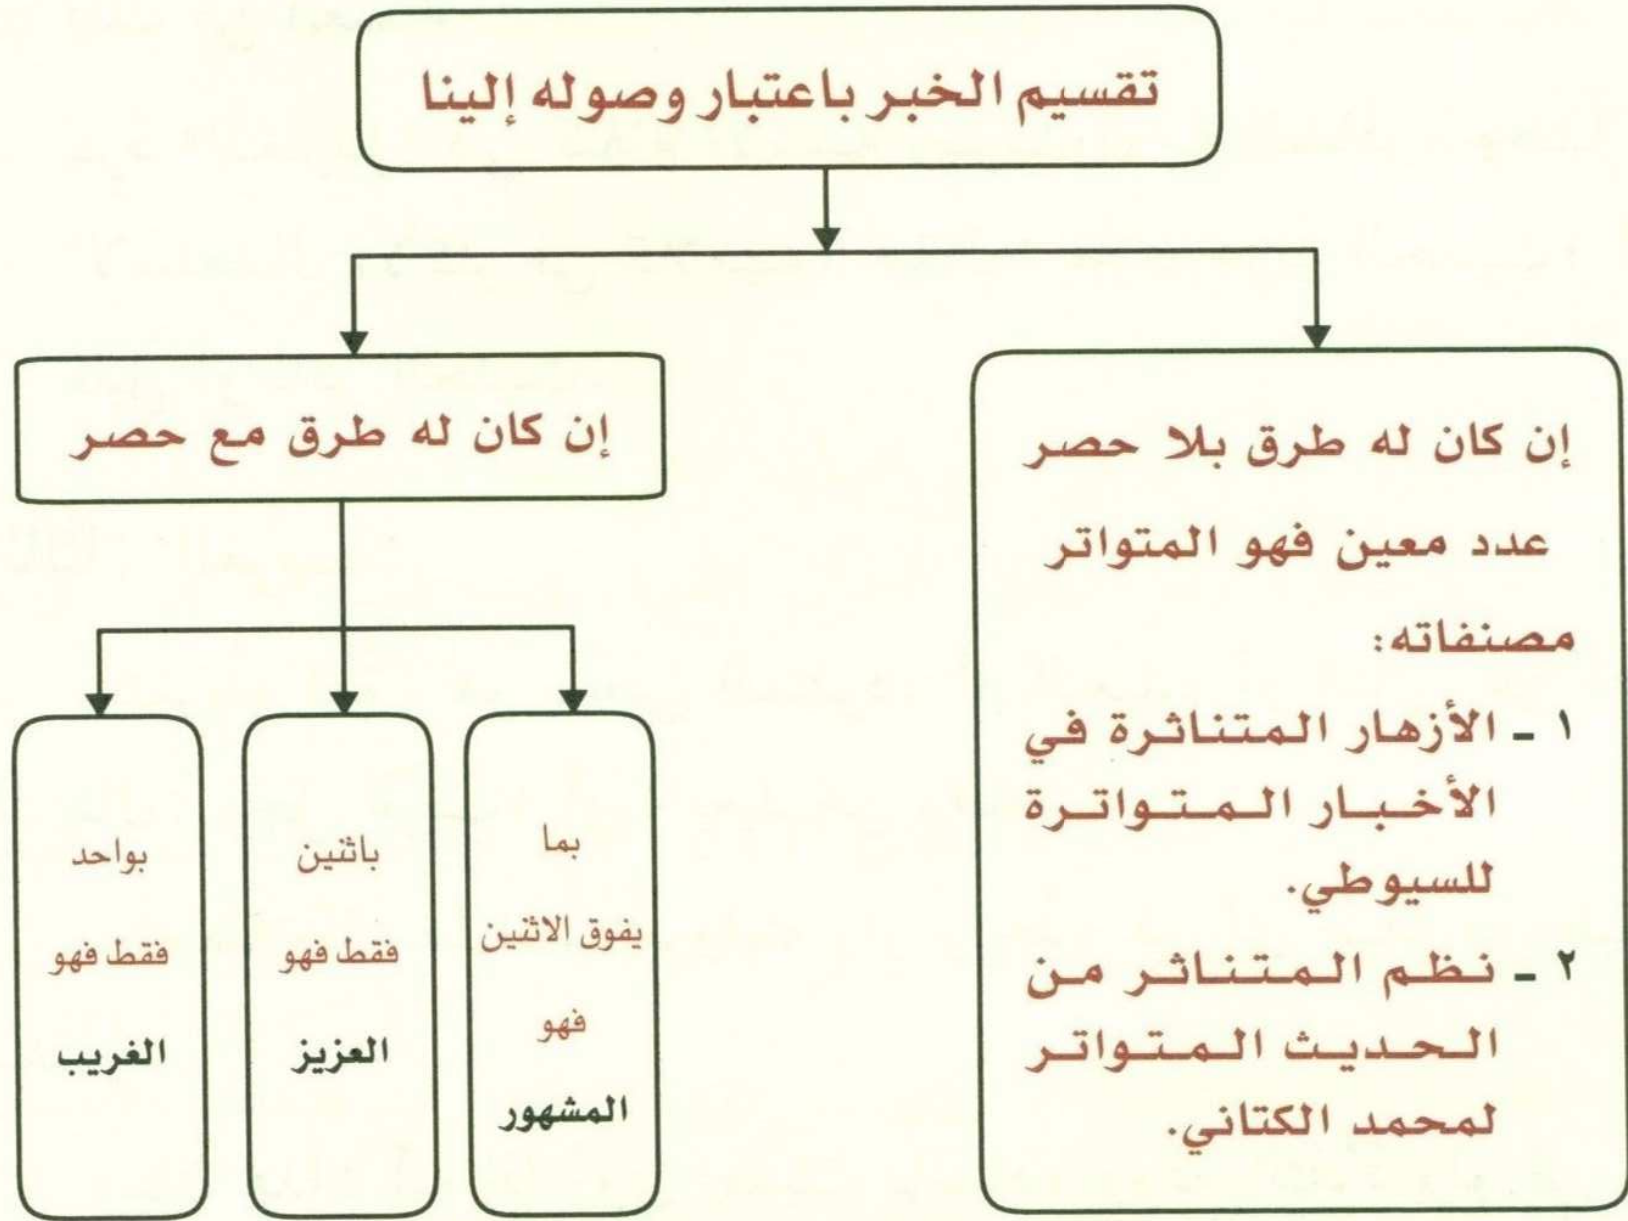 تقسيم الخبر باعتبار وصوله إلينا
إن كان له طرق بلا حصر
عدد معين فهو المتواتر
مصنفاته:
١ - الأزهار المتناثرة في
الأخبار المتواترة
للسيوطي.
٢ - نظم المتناثر من
الحديث المتواتر
لمحمد الكتاني.
إن كان له طرق مع حصر
بما
يفوق الاثنين
فهو
المشهور
باثنين
فقط فهو
العزيز
بواحد
فقط فهو
الغريب